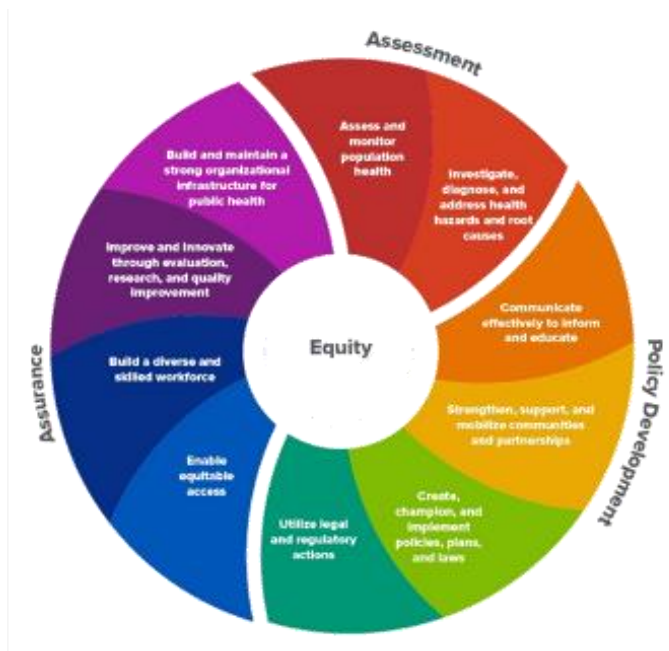 Assessment
Assess and
monitor
population
health
Investigate,
diagnose, and
address health
hazards and root
causes
Communicate
effectively to inform
and educate
Strengthen, support, and
mobilize communities
and partnerships
Policy Development
Create,
champion, and
implement
policies, plans,
and laws
Utilize legal
and regulatory
actions
Enable
equitable
access
Build a diverse and
skilled workforce
Assurance
Improve and innovate
through evaluation,
research, and quality
improvement
Build and maintain a
strong organizational
infrastructure for
public health
Equity